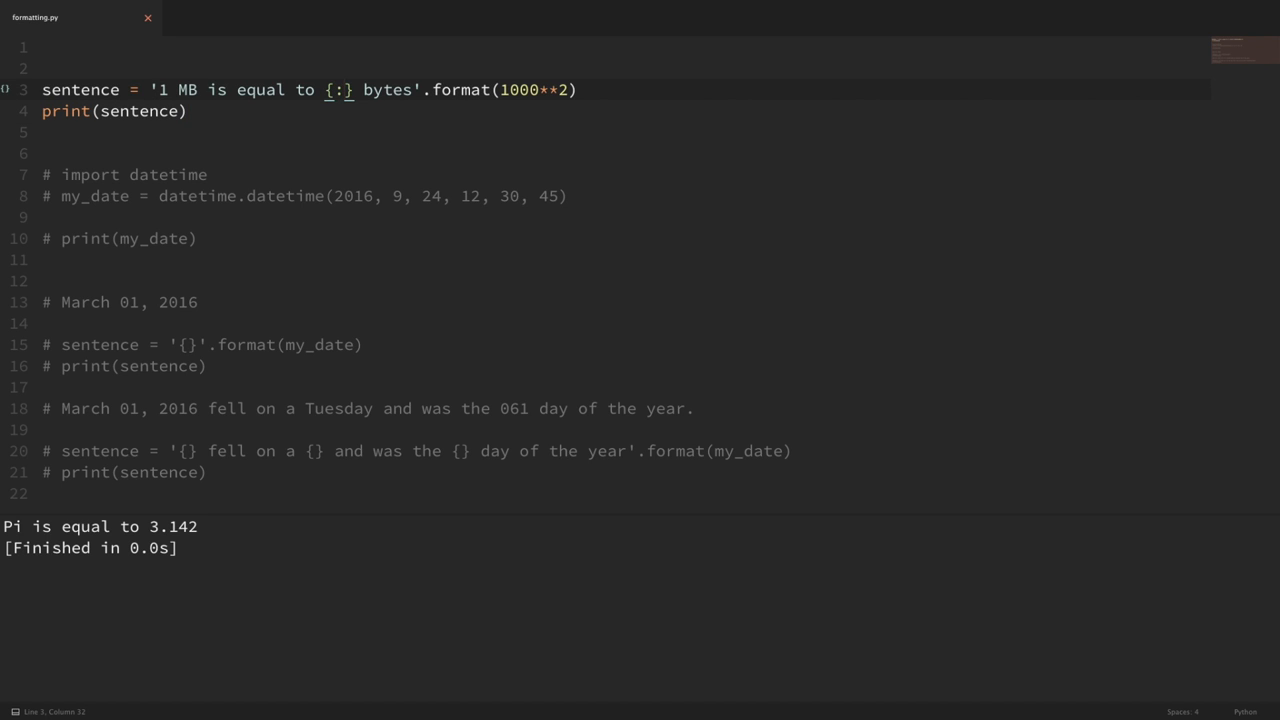 formatting.py
1
2
{} 3 sentence = '1 MB is equal to {:} bytes'.format(1000**2)
4 print(sentence)
5
6
7 # import datetime
8 # my_date = datetime.datetime(2016, 9, 24, 12, 30, 45)
9
10 # print(my_date)
11
12
13 # March 01, 2016
14
15 # sentence = '{}'.format(my_date)
16 # print(sentence)
17
18 # March 01, 2016 fell on a Tuesday and was the 061 day of the year.
19
20 # sentence = '{} fell on a {} and was the {} day of the year'.format(my_date)
21 # print(sentence)
22
Pi is equal to 3.142
[Finished in 0.0s]
Line 3, Column 32
Spaces: 4
Python